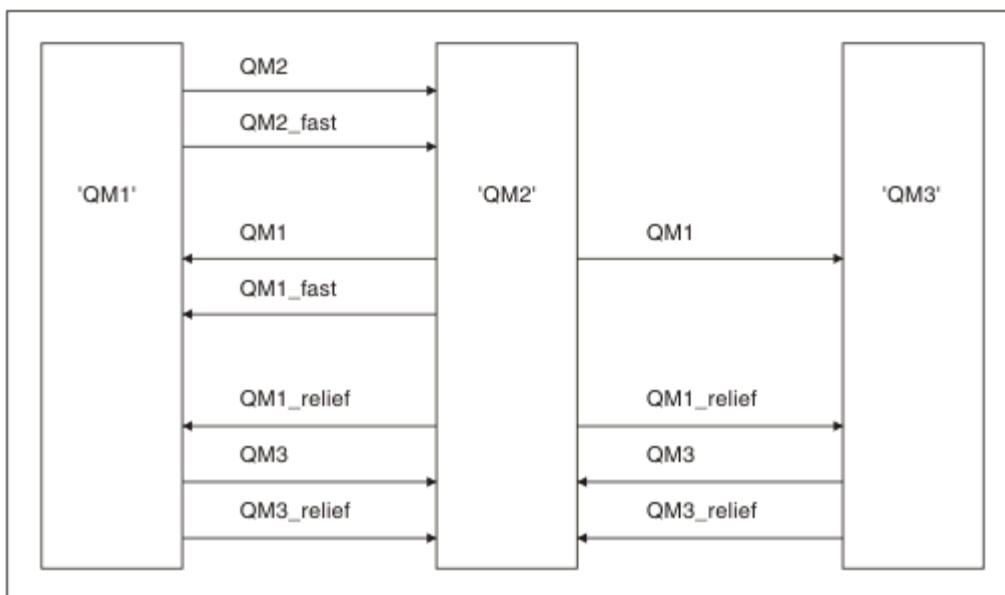 QM2
QM2_fast
'QM1' 'QM2' 'QM3'
QM1 QM1
QM1_fast
QM1_relief QM1_relief
QM3 QM3
QM3_relief QM3_relief